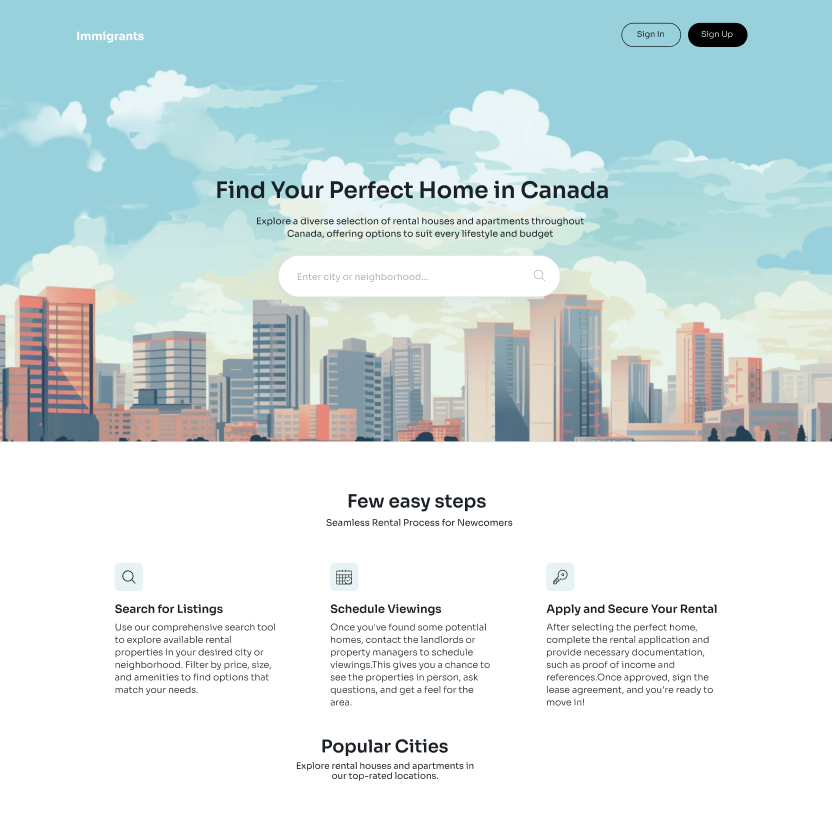 Immigrants
Sign In
Sign Up
Find Your Perfect Home in Canada
Explore a diverse selection of rental houses and apartments throughout
Canada, offering options to suit every lifestyle and budget
Enter city or neighborhood...
Few easy steps
Seamless Rental Process for Newcomers
Search for Listings
Use our comprehensive search tool
to explore available rental
properties in your desired city or
neighborhood. Filter by price, size,
and amenities to find options that
match your needs.
Schedule Viewings
Once you've found some potential
homes, contact the landlords or
property managers to schedule
viewings.This gives you a chance to
see the properties in person, ask
questions, and get a feel for the
area.
Apply and Secure Your Rental
After selecting the perfect home,
complete the rental application and
provide necessary documentation,
such as proof of income and
references.Once approved, sign the
lease agreement, and you're ready to
move in!
Popular Cities
Explore rental houses and apartments in
our top-rated locations.